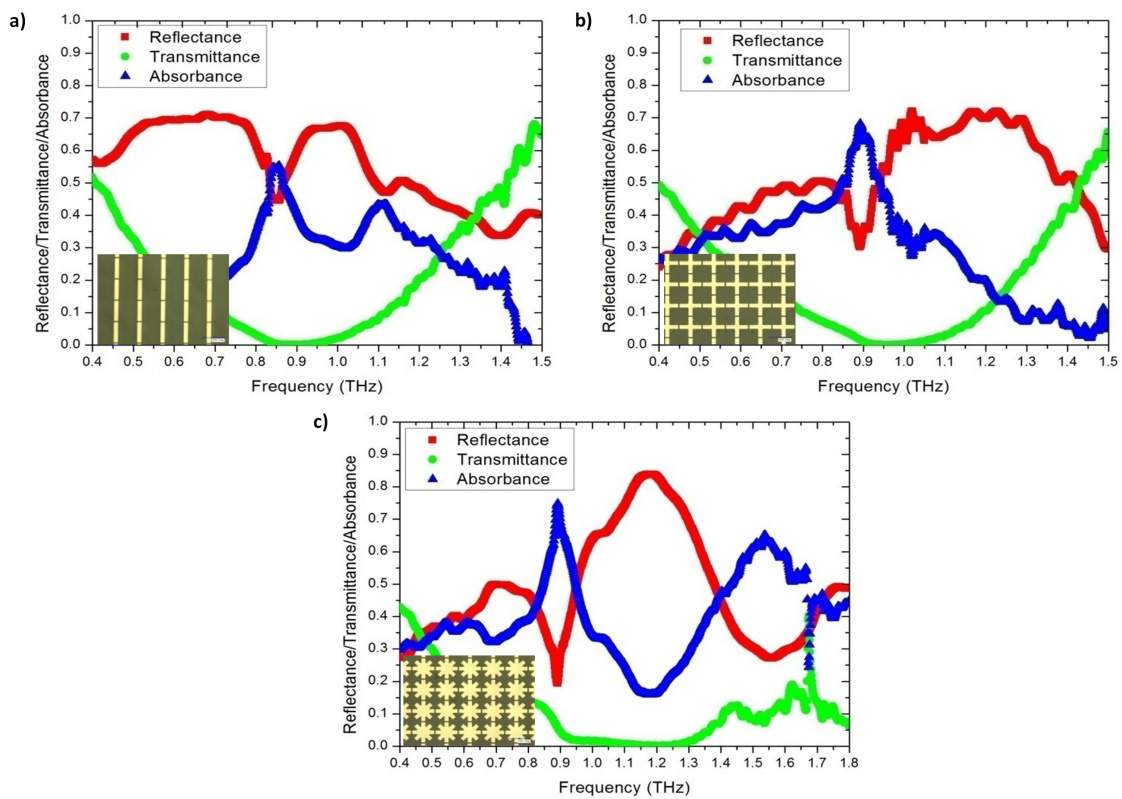 a)
Reflectance/Transmittance/Absorbance
1.0
0.9
0.8
0.7
0.6
0.5
0.4
0.3
0.2
0.1
0.0
Reflectance
Transmittance
Absorbance
0.4 0.5 0.6 0.7 0.8 0.9 1.0 1.1 1.2 1.3 1.4 1.5
Frequency (THz)
b)
Reflectance/Transmittance/Absorbance
1.0
0.9
0.8
0.7
0.6
0.5
0.4
0.3
0.2
0.1
0.0
Reflectance
Transmittance
Absorbance
0.4 0.5 0.6 0.7 0.8 0.9 1.0 1.1 1.2 1.3 1.4 1.5
Frequency (THz)
c)
Reflectance/Transmittance/Absorbance
1.0
0.9
0.8
0.7
0.6
0.5
0.4
0.3
0.2
0.1
0.0
Reflectance
Transmittance
Absorbance
0.4 0.5 0.6 0.7 0.8 0.9 1.0 1.1 1.2 1.3 1.4 1.5 1.6 1.7 1.8
Frequency (THz)